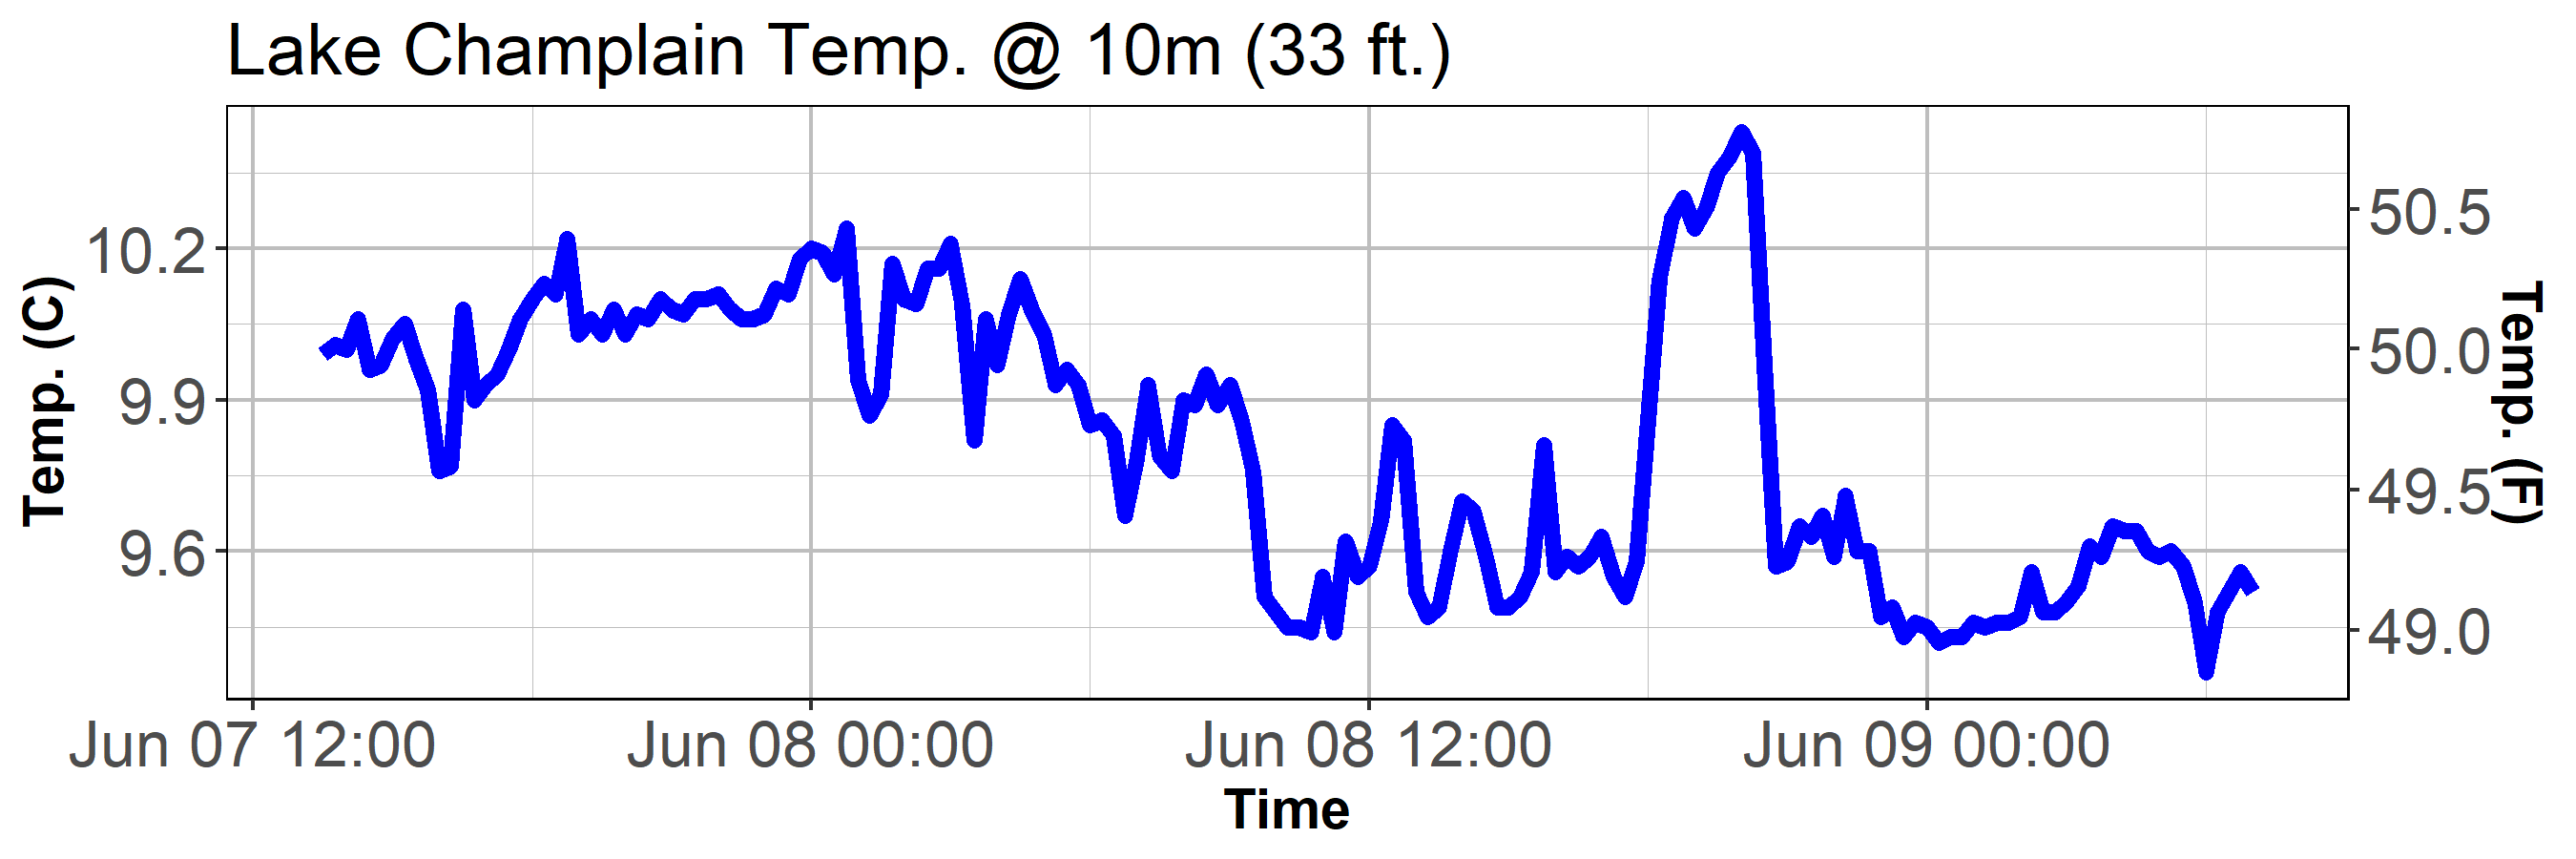 Lake Champlain Temp. @ 10m (33 ft.)
Temp. (C)
10.2
9.9
9.6
50.5
50.0
49.5
49.0
Temp. (F)
Jun 07 12:00 Jun 08 00:00 Jun 08 12:00 Jun 09 00:00
Time